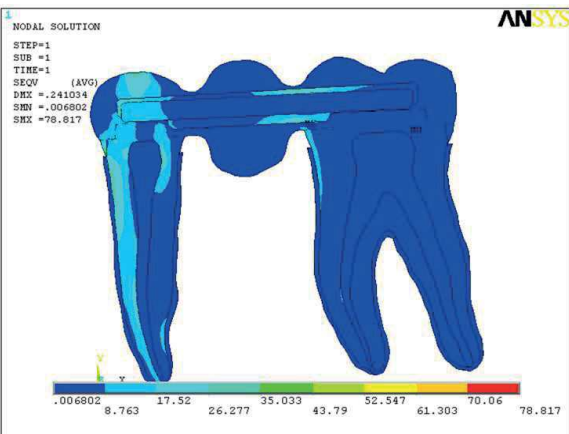 1
NODAL SOLUTION
ANSYS
STEP=1
SUB =1
TIME=1
SEQV (AVG)
DMX =.241034
SMN =.006802
SMX =78.817
Y
X
.006802 17.52 35.033 52.547 70.06
8.763 26.277 43.79 61.303 78.817